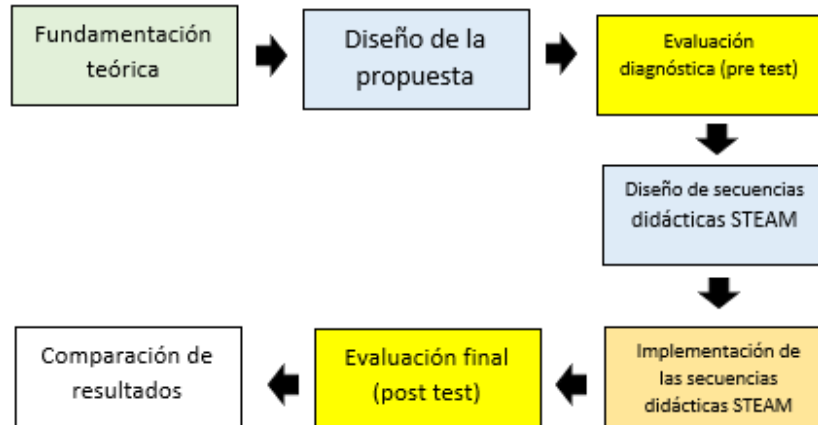 Fundamentación
teórica
Diseño de la
propuesta
Evaluación
diagnóstica (pre test)
Diseño de secuencias
didácticas STEAM
Implementación de
las secuencias
didácticas STEAM
Evaluación final
(post test)
Comparación de
resultados